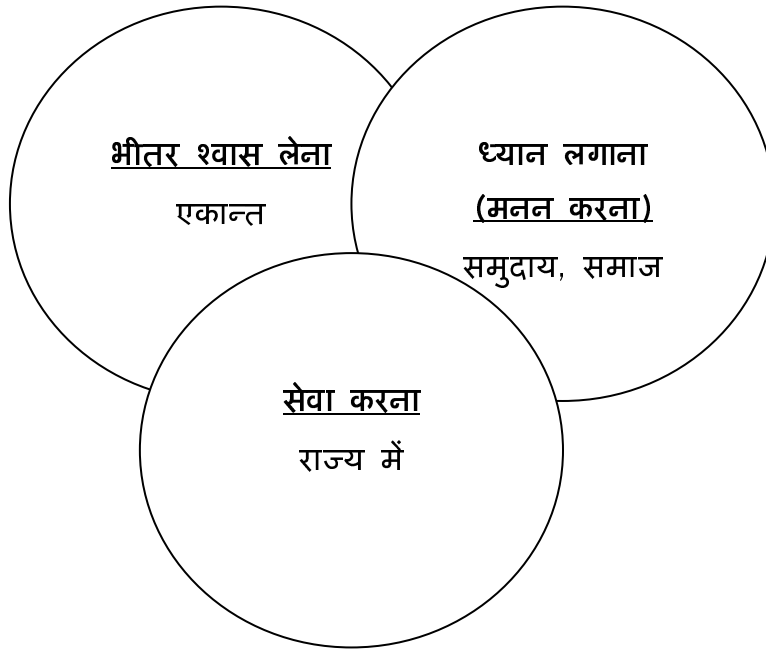 भीतर श्वास लेना
एकान्त
ध्यान लगाना
(मनन करना)
समुदाय, समाज
सेवा करना
राज्य में